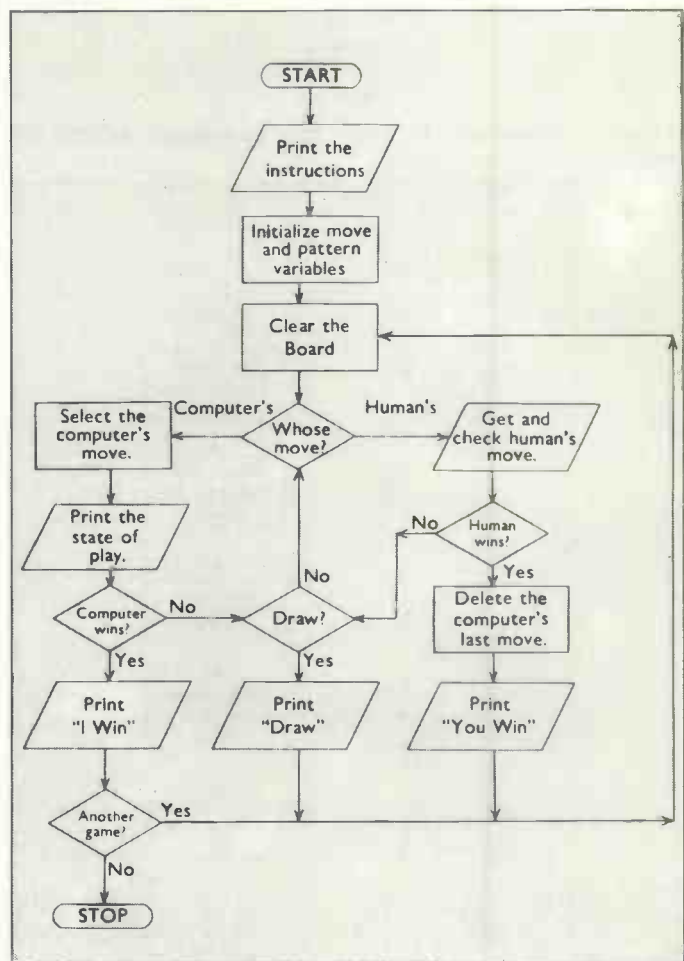 START
Print the
instructions
Initialize move
and pattern
variables
Clear the
Board
Computer's
Human's
Whose
move?
Select the
computer's
move.
Get and
check human's
move.
Print the
state of
play.
No
Human
wins?
Yes
No
Computer
wins?
No
Draw?
Delete the
computer's
last move.
Yes
Yes
Print
"I Win"
Print
"Draw"
Print
"You Win"
Another
game?
Yes
No
STOP